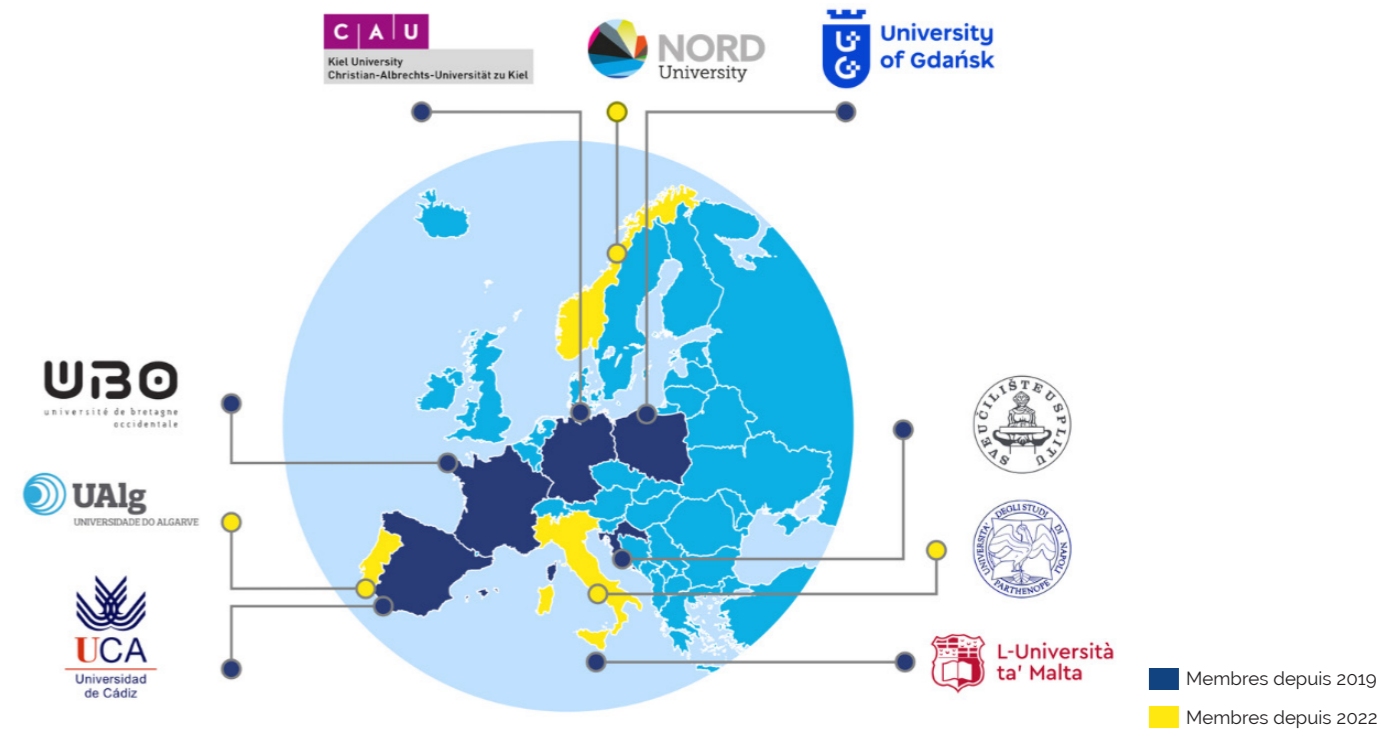 C A U
Kiel University
Christian-Albrechts-Universität zu Kiel
NORD
University
UG
University
of Gdańsk
UBO
université de bretagne
occidentale
UAlg
UNIVERSIDADE DO ALGARVE
UCA
Universidad
de Cádiz
SVEUČILIŠTE U SPLITU
UNIVERSITA' DEGLI STUDI DI NAPOLI
PARTHENOPE
L-Università
ta' Malta
Membres depuis 2019
Membres depuis 2022